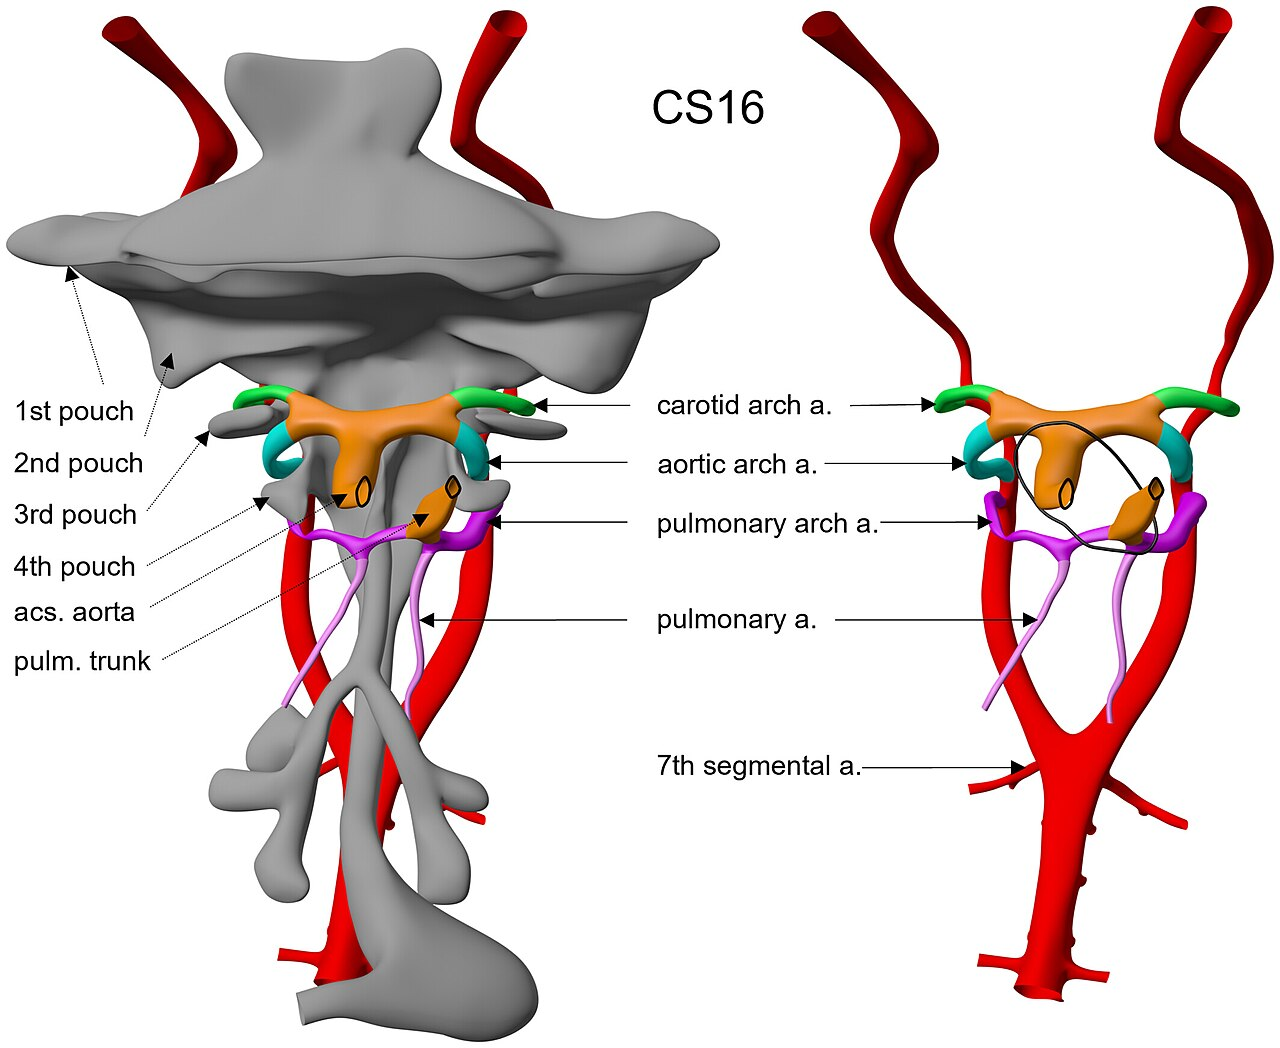 CS16
1st pouch
2nd pouch
3rd pouch
4th pouch
acs. aorta
pulm. trunk
carotid arch a.
aortic arch a.
pulmonary arch a.
pulmonary a.
7th segmental a.